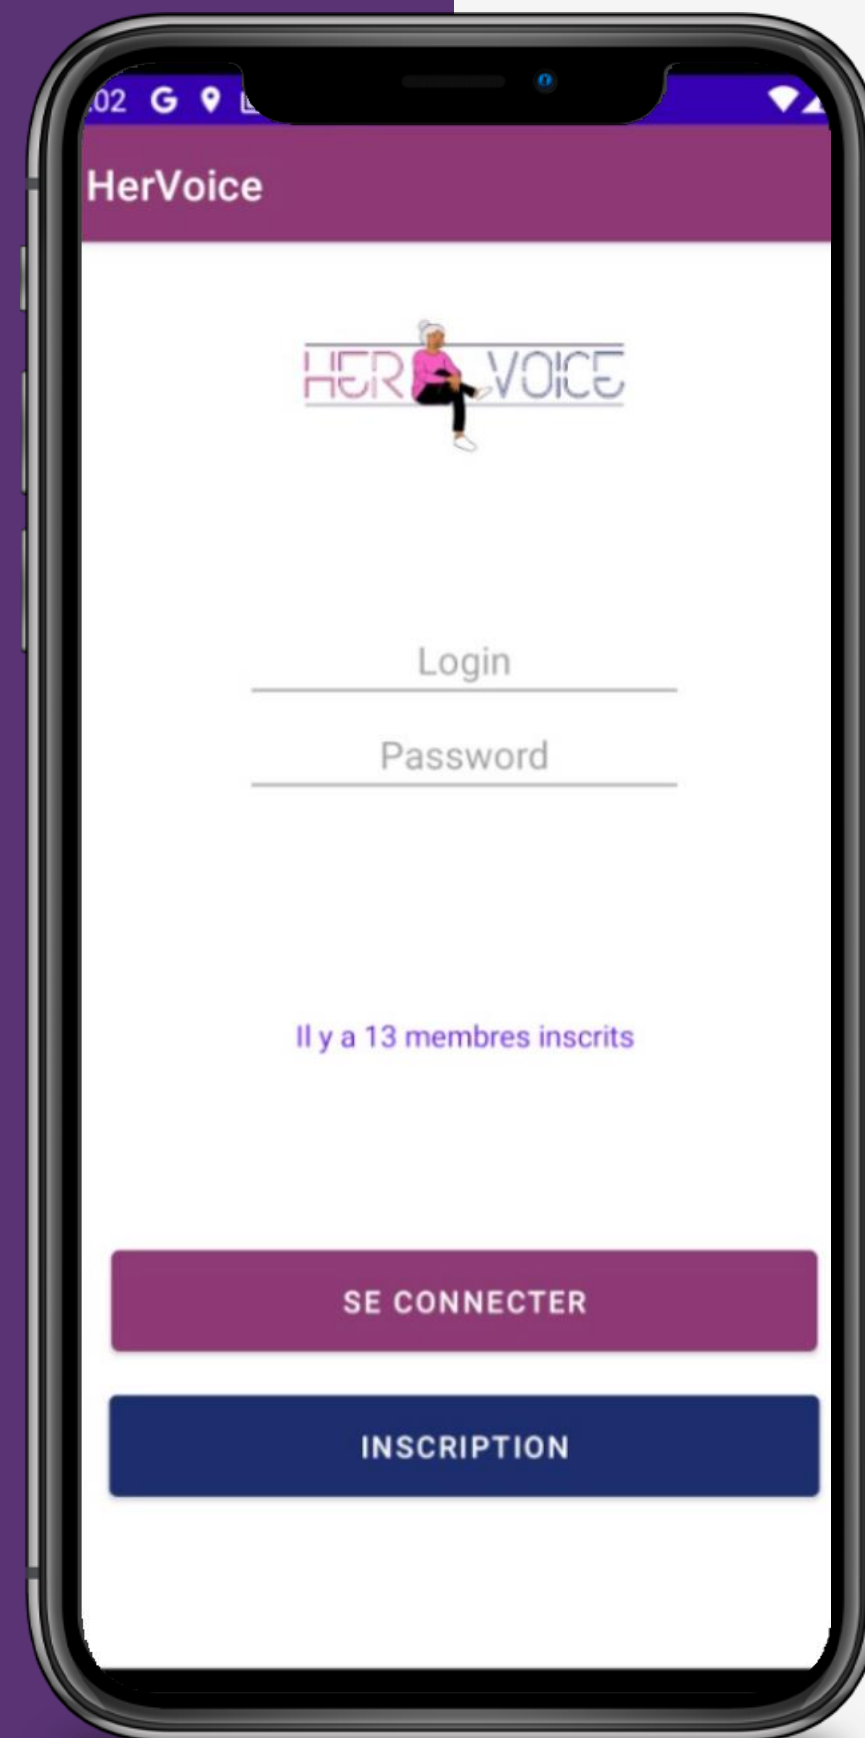 :02 G
HerVoice
HER VOICE
Login
Password
Il y a 13 membres inscrits
SE CONNECTER
INSCRIPTION